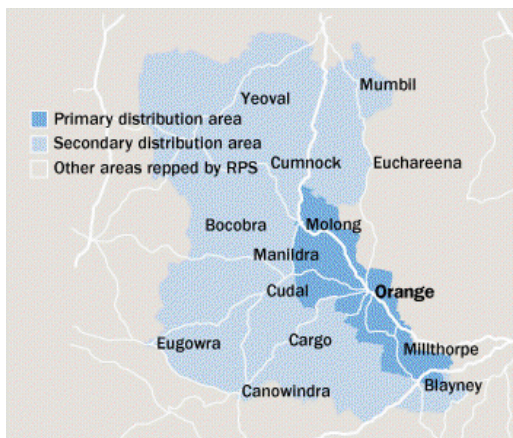 Mumbil
Yeoval
Primary distribution area
Secondary distribution area
Other areas repped by RPS
Cumnock
Euchareena
Bocobra
Molong
Manildra
Cudal
Orange
Eugowra
Cargo
Millthorpe
Canowindra
Blayney